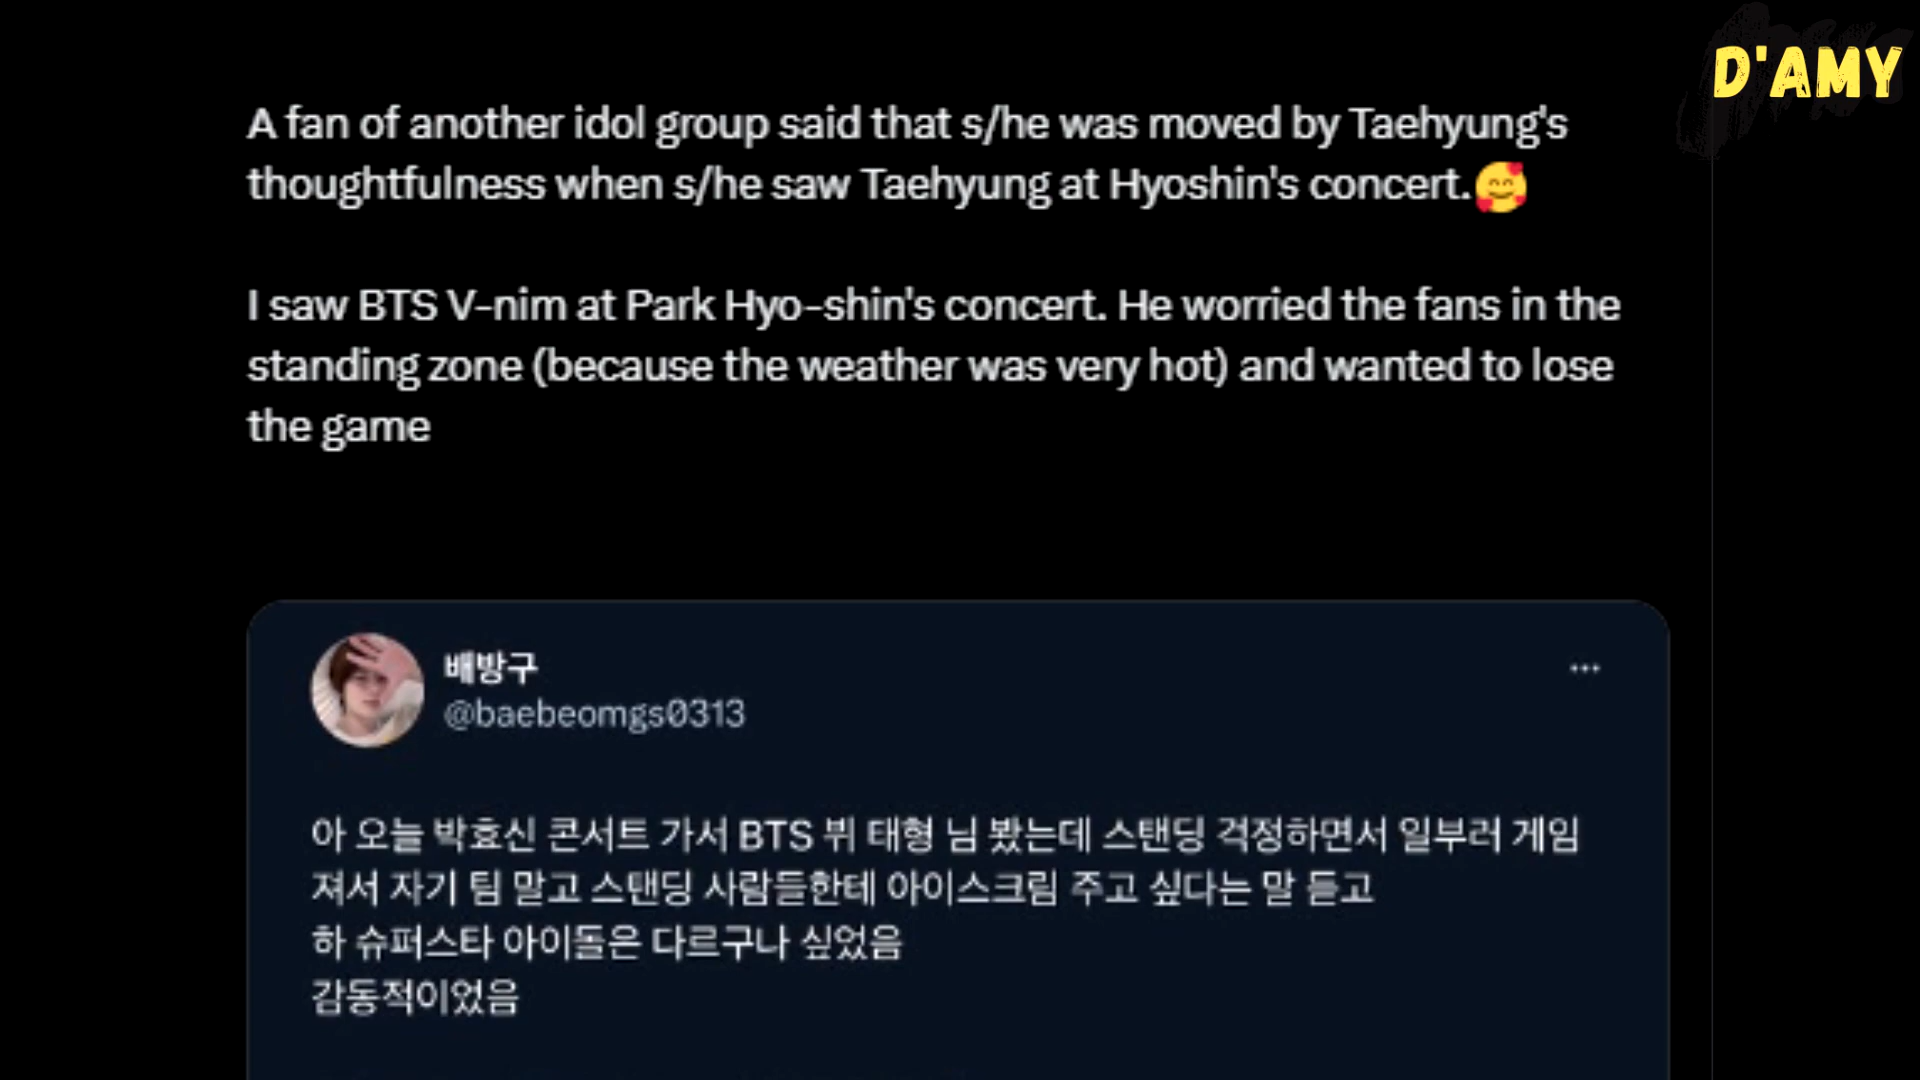 D'AMY
A fan of another idol group said that s/he was moved by Taehyung's
thoughtfulness when s/he saw Taehyung at Hyoshin's concert.🥰
I saw BTS V-nim at Park Hyo-shin's concert. He worried the fans in the
standing zone (because the weather was very hot) and wanted to lose
the game
배방구
@baebeomgs0313
아 오늘 박효신 콘서트 가서 BTS 뷔 태형 님 봤는데 스탠딩 걱정하면서 일부러 게임
져서 자기 팀 말고 스탠딩 사람들한테 아이스크림 주고 싶다는 말 듣고
하 슈퍼스타 아이돌은 다르구나 싶었음
감동적이었음